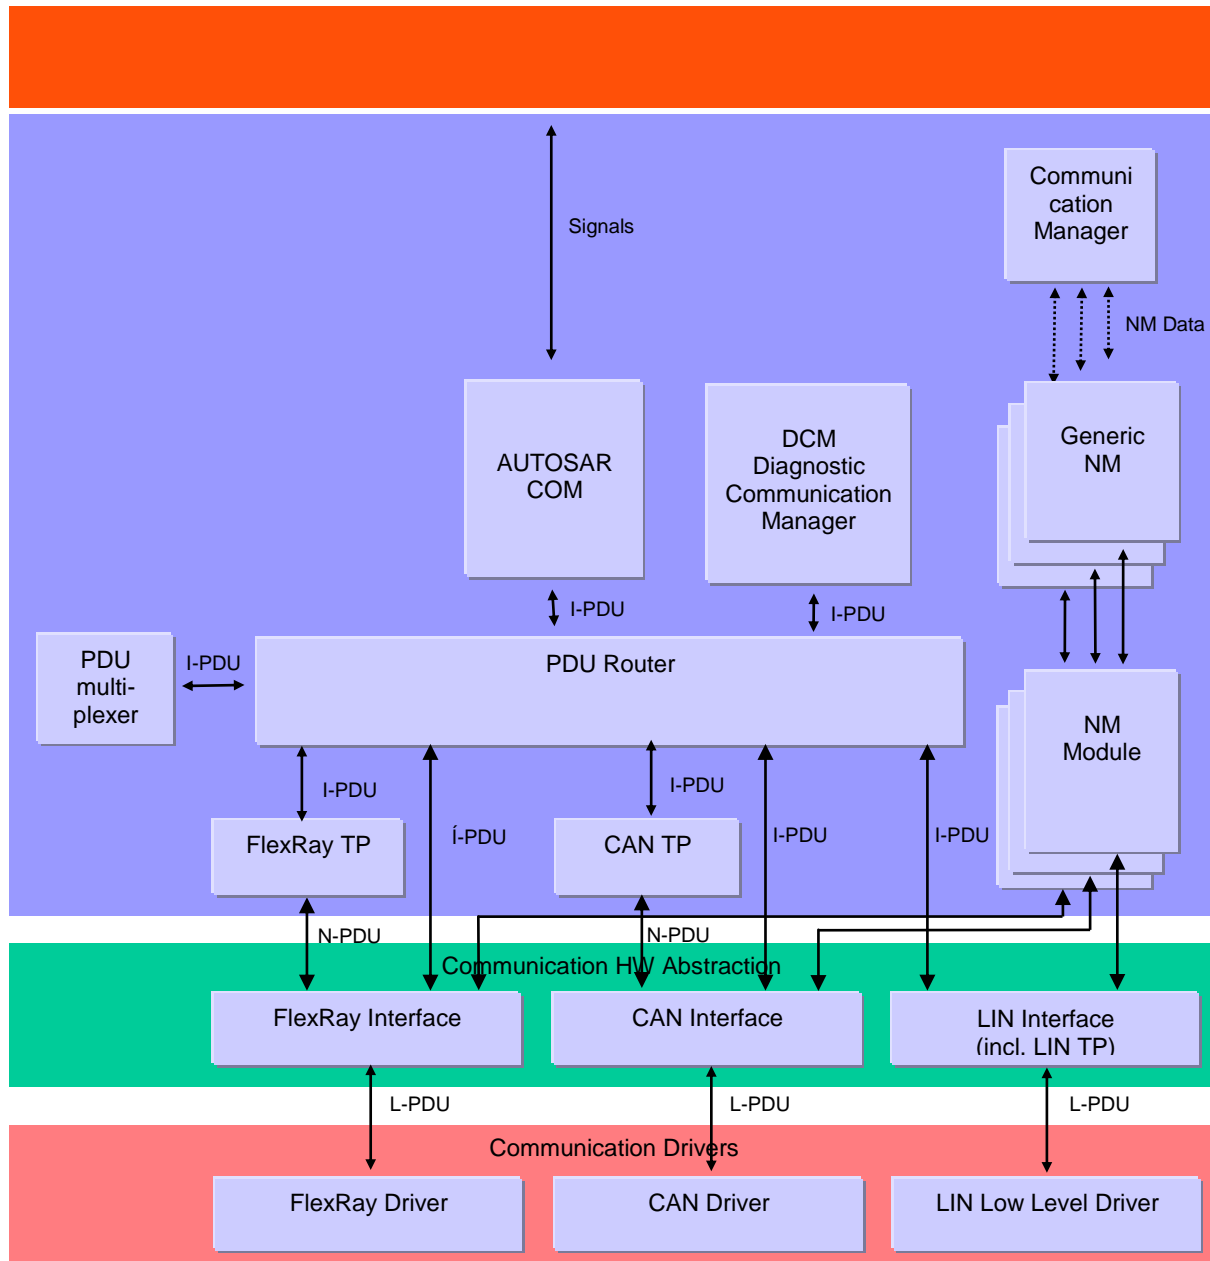 Communi
cation
Manager
Signals
NM Data
AUTOSAR
COM
DCM
Diagnostic
Communication
Manager
Generic
NM
I-PDU
I-PDU
PDU
multi-
plexer
I-PDU
PDU Router
NM
Module
I-PDU
I-PDU
FlexRay TP
Í-PDU
CAN TP
I-PDU
I-PDU
N-PDU
N-PDU
Communication HW Abstraction
FlexRay Interface
CAN Interface
LIN Interface
(incl. LIN TP)
L-PDU
L-PDU
L-PDU
Communication Drivers
FlexRay Driver
CAN Driver
LIN Low Level Driver